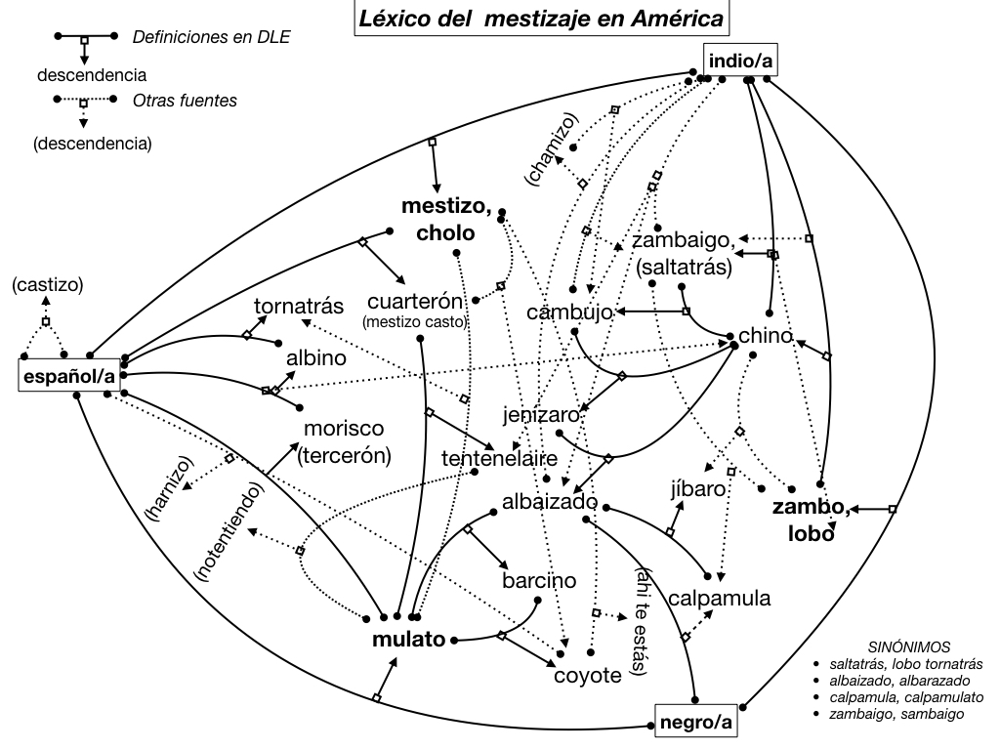 Léxico del mestizaje en América
Definiciones en DLE
descendencia
Otras fuentes
(descendencia)
indio/a
(chamizo)
mestizo,
cholo
zambaigo,
(saltatrás)
(castizo)
tornatrás
cuarterón
(mestizo casto)
cambujo
chino
albino
español/a
jenízaro
morisco
(tercerón)
tentenelaire
(harnizo)
albaizado
jíbaro
zambo,
lobo
(notentiendo)
barcino
(ahi te estás)
calpamula
mulato
coyote
negro/a
SINÓNIMOS
• saltatrás, lobo tornatrás
• albaizado, albarazado
• calpamula, calpamulato
• zambaigo, sambaigo